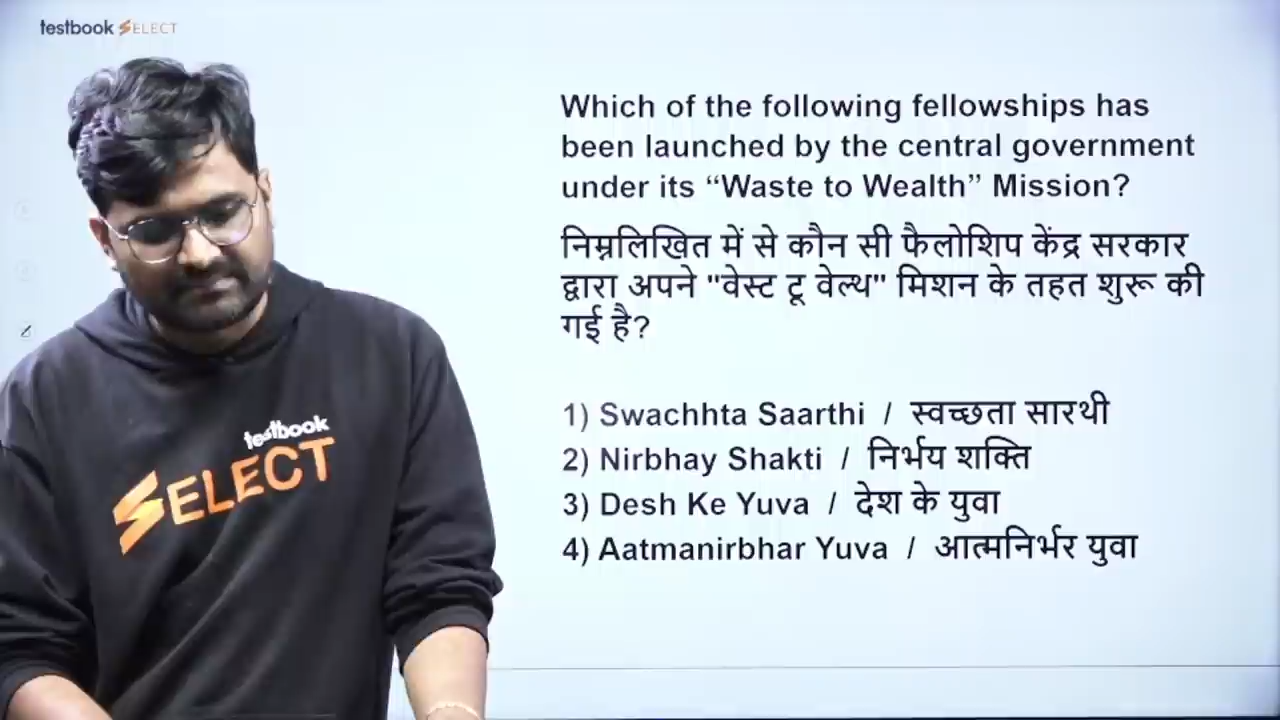 testbook SELECT
Which of the following fellowships has
been launched by the central government
under its “Waste to Wealth” Mission?
निम्नलिखित में से कौन सी फैलोशिप केंद्र सरकार
द्वारा अपने "वेस्ट टू वेल्थ" मिशन के तहत शुरू की
गई है?
1) Swachhta Saarthi / स्वच्छता सारथी
2) Nirbhay Shakti / निर्भय शक्ति
3) Desh Ke Yuva / देश के युवा
4) Aatmanirbhar Yuva / आत्मनिर्भर युवा
testbook
SELECT